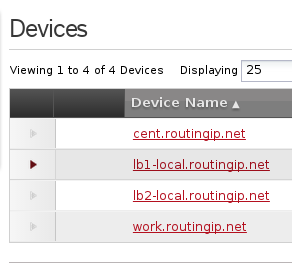 Devices
Viewing 1 to 4 of 4 Devices Displaying 25
Device Name ▲
cent.routingip.net
lb1-local.routingip.net
lb2-local.routingip.net
work.routingip.net